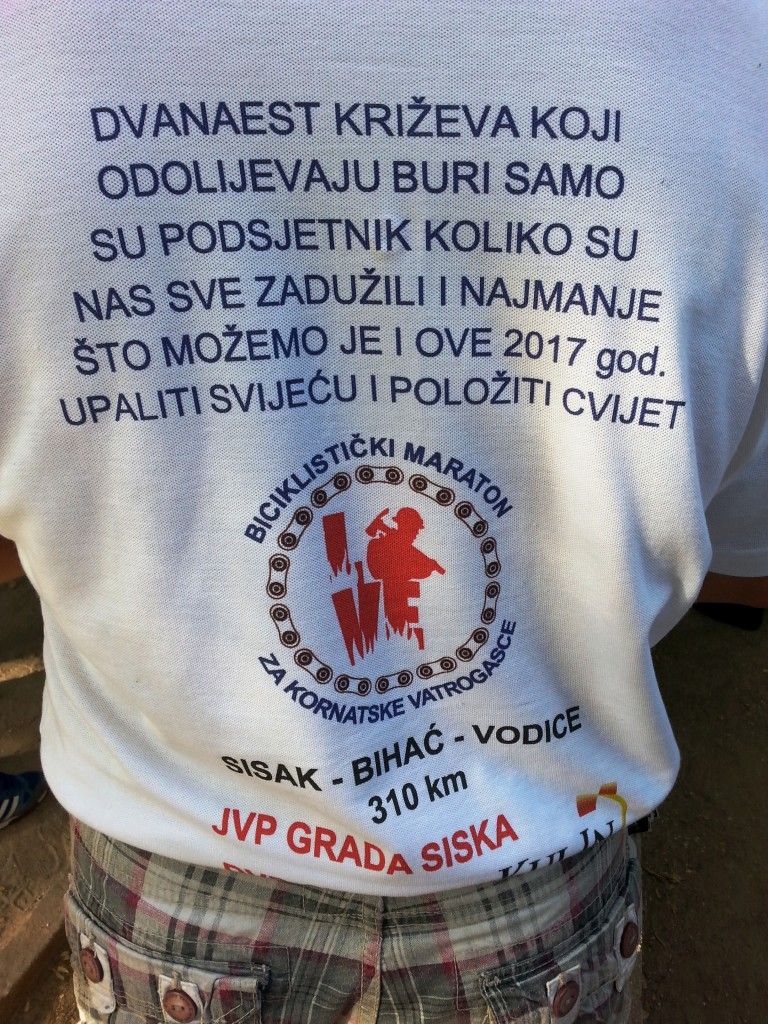 DVANAEST KRIŽEVA KOJI
ODOLIJEVAJU BURI SAMO
SU PODSJETNIK KOLIKO SU
NAS SVE ZADUŽILI I NAJMANJE
ŠTO MOŽEMO JE I OVE 2017 god.
UPALITI SVIJEĆU I POLOŽITI CVIJET
BICIKLISTIČKI MARATON
ZA KORNATSKE VATROGASCE
SISAK - BIHAĆ - VODICE
310 km
JVP GRADA SISKA